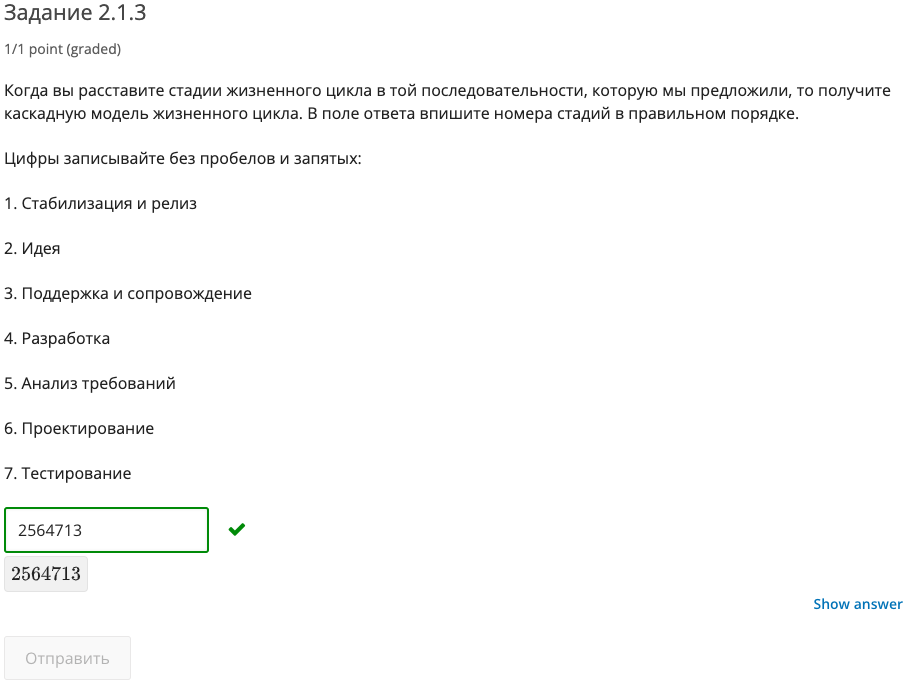 Задание 2.1.3
1/1 point (graded)
Когда вы расставите стадии жизненного цикла в той последовательности, которую мы предложили, то получите
каскадную модель жизненного цикла. В поле ответа впишите номера стадий в правильном порядке.
Цифры записывайте без пробелов и запятых:
1. Стабилизация и релиз
2. Идея
3. Поддержка и сопровождение
4. Разработка
5. Анализ требований
6. Проектирование
7. Тестирование
2564713
2564713
Show answer
Отправить